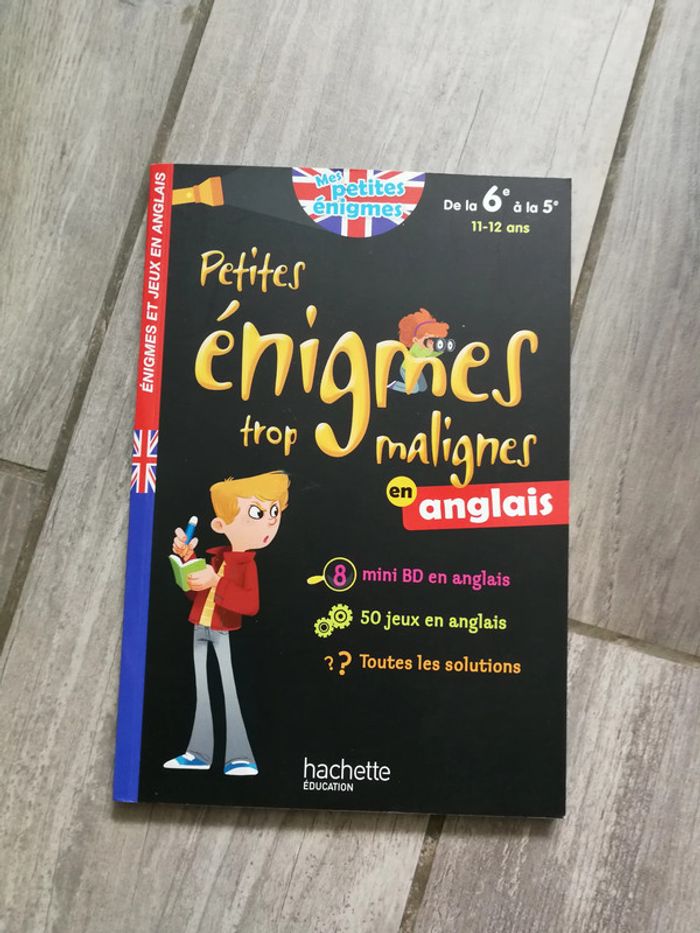 ÉNIGMES ET JEUX EN ANGLAIS
Mes
petites
énigmes
De la 6e à la 5e
11-12 ans
Petites
énigmes
trop malignes
en anglais
8 mini BD en anglais
50 jeux en anglais
?? Toutes les solutions
hachette
ÉDUCATION